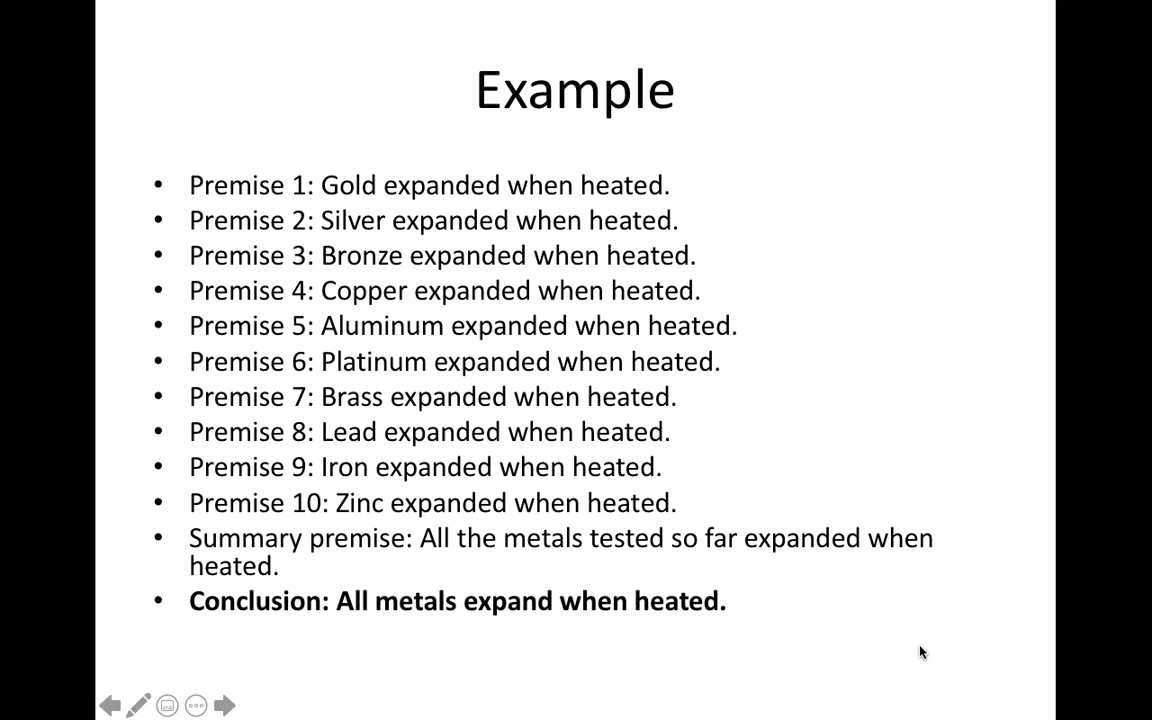 Example
• Premise 1: Gold expanded when heated.
• Premise 2: Silver expanded when heated.
• Premise 3: Bronze expanded when heated.
• Premise 4: Copper expanded when heated.
• Premise 5: Aluminum expanded when heated.
• Premise 6: Platinum expanded when heated.
• Premise 7: Brass expanded when heated.
• Premise 8: Lead expanded when heated.
• Premise 9: Iron expanded when heated.
• Premise 10: Zinc expanded when heated.
• Summary premise: All the metals tested so far expanded when
heated.
• Conclusion: All metals expand when heated.